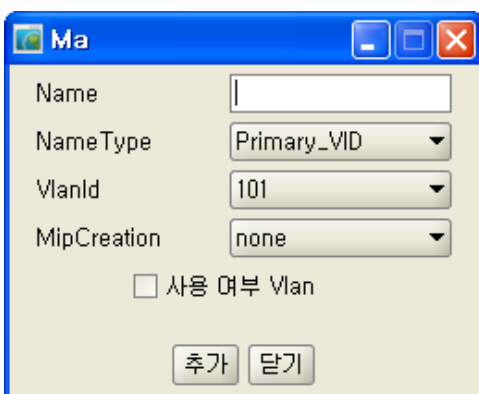 Ma
Name
NameType Primary_VID
VlanId 101
MipCreation none
사용 여부 Vlan
추가 닫기